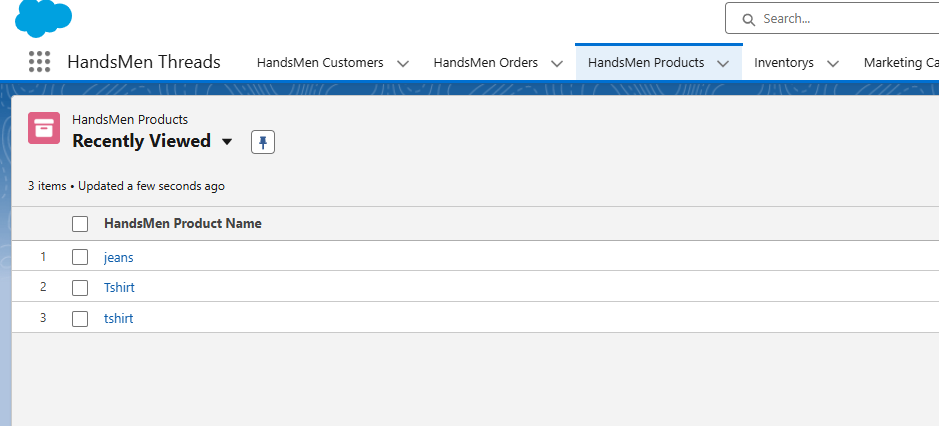 Search...
HandsMen Threads HandsMen Customers HandsMen Orders HandsMen Products Inventorys Marketing Ca
HandsMen Products
Recently Viewed
3 items • Updated a few seconds ago
HandsMen Product Name
1 jeans
2 Tshirt
3 tshirt